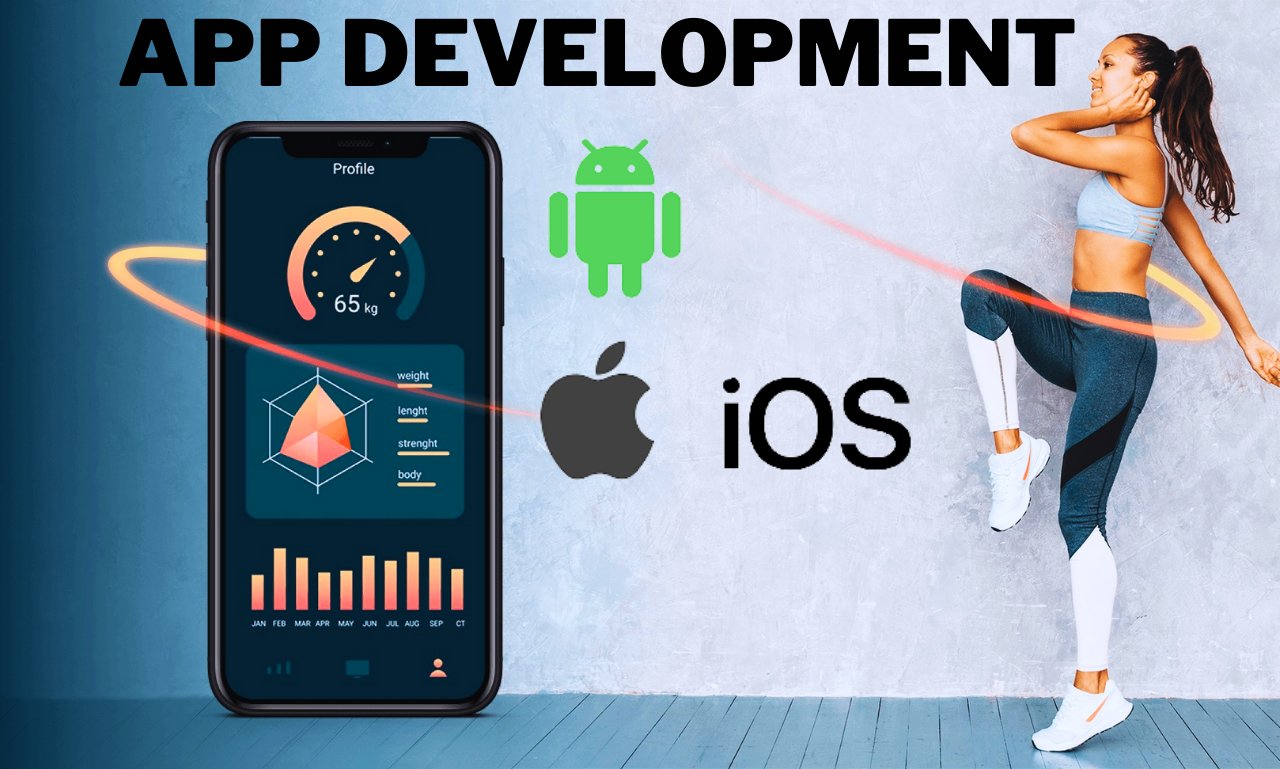 APP DEVELOPMENT
Profile
65 kg
weight
lenght
strenght
body
JAN FEB MAR APR MAY JUN JUL AUG SEP CT
iOS